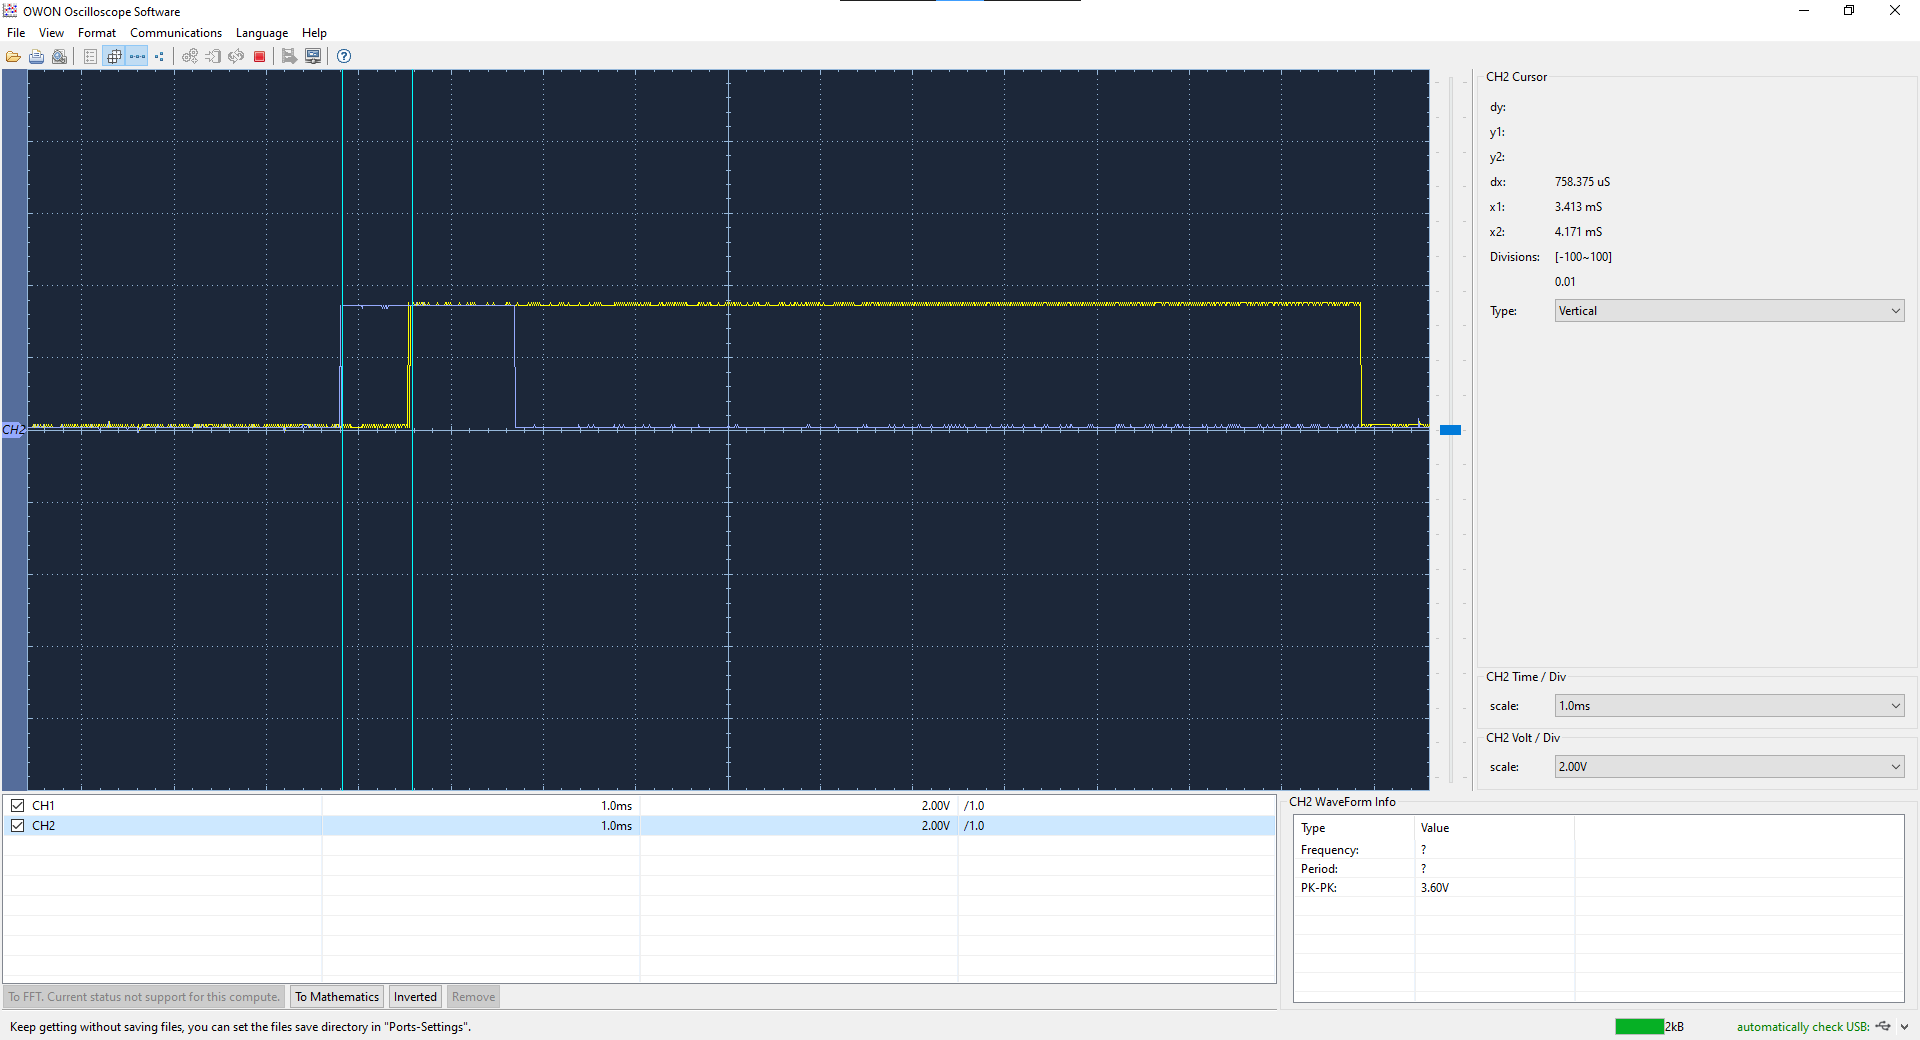 OWON Oscilloscope Software
File View Format Communications Language Help
CH2
CH2 Cursor
dy:
y1:
y2:
dx: 758.375 uS
x1: 3.413 mS
x2: 4.171 mS
Divisions: [-100~100]
0.01
Type: Vertical
CH2 Time / Div
scale: 1.0ms
CH2 Volt / Div
scale: 2.00V
CH1 1.0ms 2.00V /1.0
CH2 1.0ms 2.00V /1.0
CH2 WaveForm Info
Type Value
Frequency: ?
Period: ?
PK-PK: 3.60V
To FFT. Current status not support for this compute. To Mathematics Inverted Remove
Keep getting without saving files, you can set the files save directory in "Ports-Settings".
2kB automatically check USB: